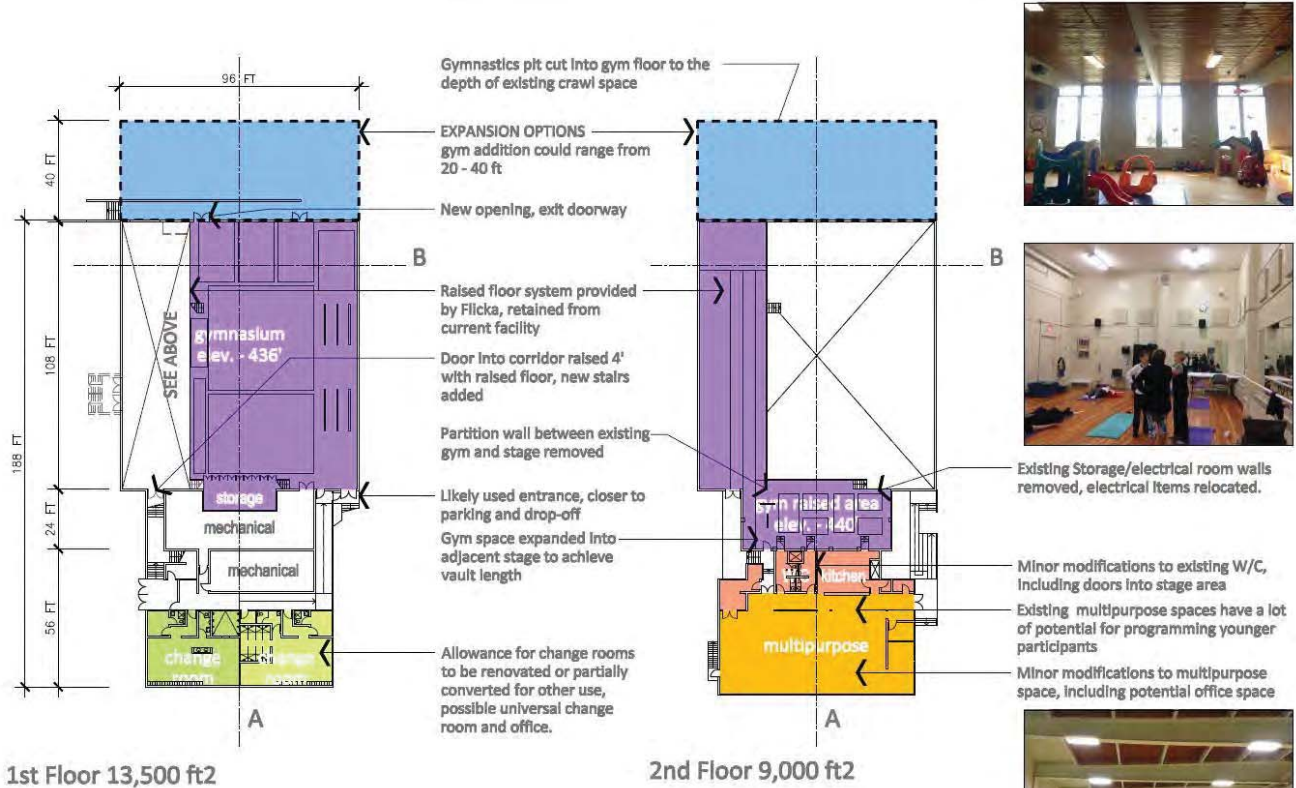 96 FT
40 FT
108 FT
188 FT
24 FT
56 FT
SEE ABOVE
gymnasium
elev. - 436'
storage
mechanical
mechanical
change
room
change
room
B
A
1st Floor 13,500 ft2
Gymnastics pit cut into gym floor to the
depth of existing crawl space
EXPANSION OPTIONS
gym addition could range from
20 - 40 ft
New opening, exit doorway
Raised floor system provided
by Flicka, retained from
current facility
Door into corridor raised 4'
with raised floor, new stairs
added
Partition wall between existing
gym and stage removed
Likely used entrance, closer to
parking and drop-off
Gym space expanded into
adjacent stage to achieve
vault length
Allowance for change rooms
to be renovated or partially
converted for other use,
possible universal change
room and office.
B
gym raised area
elev. - 440'
W/C
kitchen
multipurpose
A
2nd Floor 9,000 ft2
Existing Storage/electrical room walls
removed, electrical items relocated.
Minor modifications to existing W/C,
including doors into stage area
Existing multipurpose spaces have a lot
of potential for programming younger
participants
Minor modifications to multipurpose
space, including potential office space